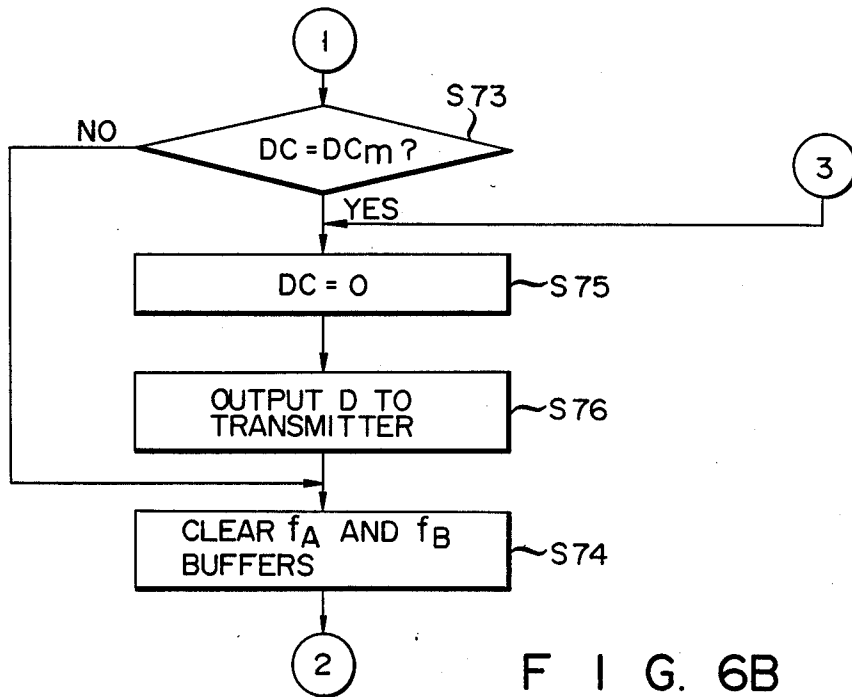 1
S73
NO
DC = DCm ?
3
YES
DC = 0
S75
OUTPUT D TO
TRANSMITTER
S76
CLEAR fA AND fB
BUFFERS
S74
2
F I G. 6B